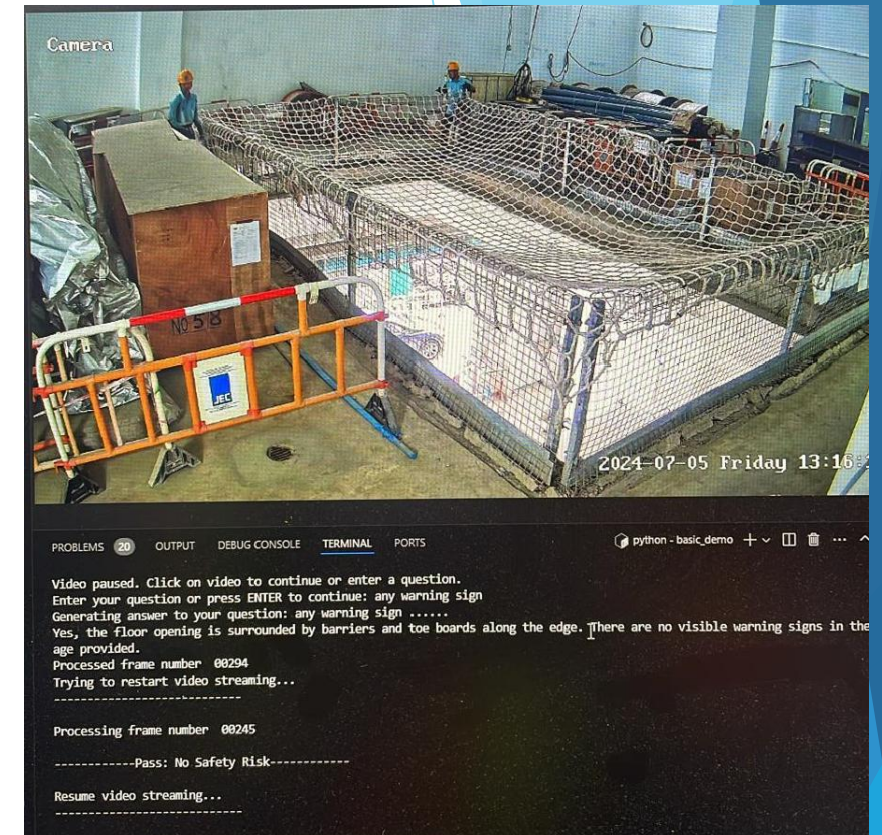 Camera
NO 58
JEC
2024-07-05 Friday 13:16:
PROBLEMS 20 OUTPUT DEBUG CONSOLE TERMINAL PORTS python - basic_demo
Video paused. Click on video to continue or enter a question.
Enter your question or press ENTER to continue: any warning sign
Generating answer to your question: any warning sign ......
Yes, the floor opening is surrounded by barriers and toe boards along the edge. There are no visible warning signs in the
age provided.
Processed frame number 00294
Trying to restart video streaming...
----------------------------
Processing frame number 00245
------------Pass: No Safety Risk------------
Resume video streaming...
----------------------------